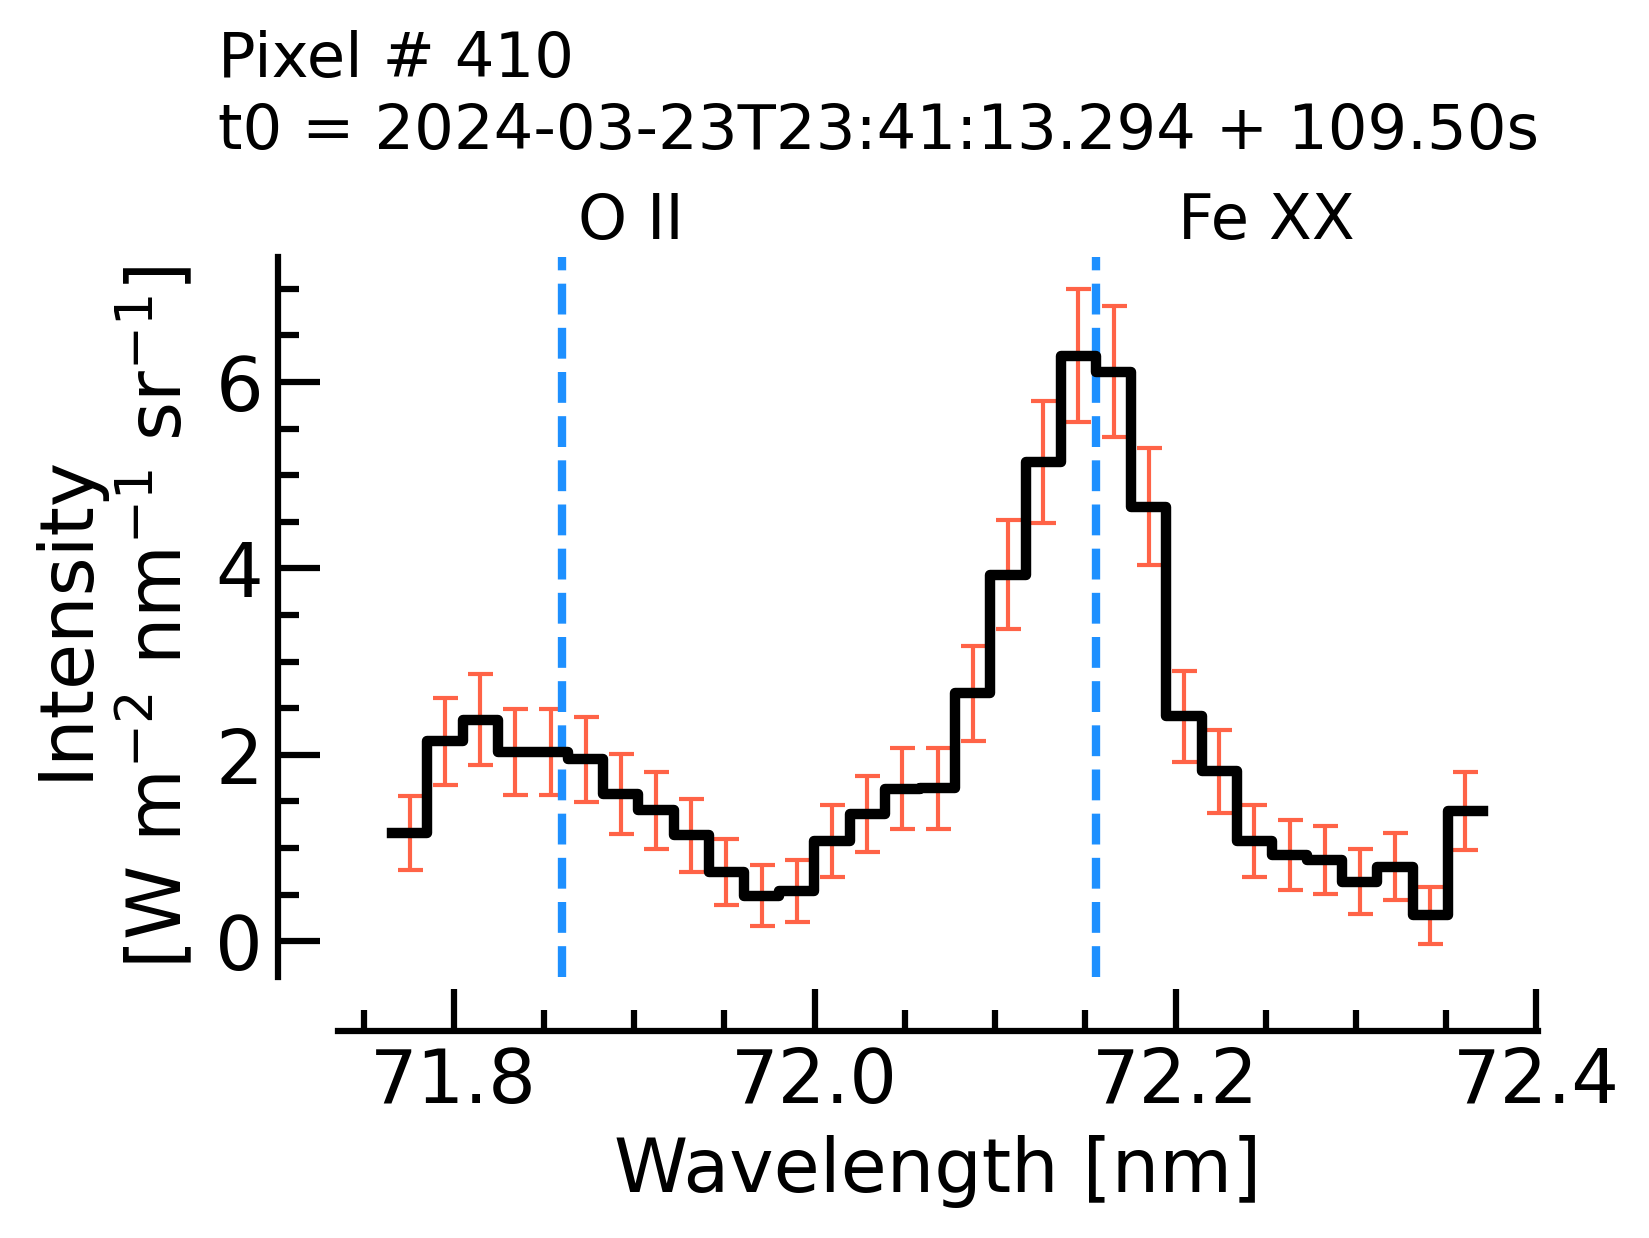 Pixel # 410
t0 = 2024-03-23T23:41:13.294 + 109.50s
O II
Fe XX
Intensity
[W m⁻² nm⁻¹ sr⁻¹]
6
4
2
0
71.8 72.0 72.2 72.4
Wavelength [nm]